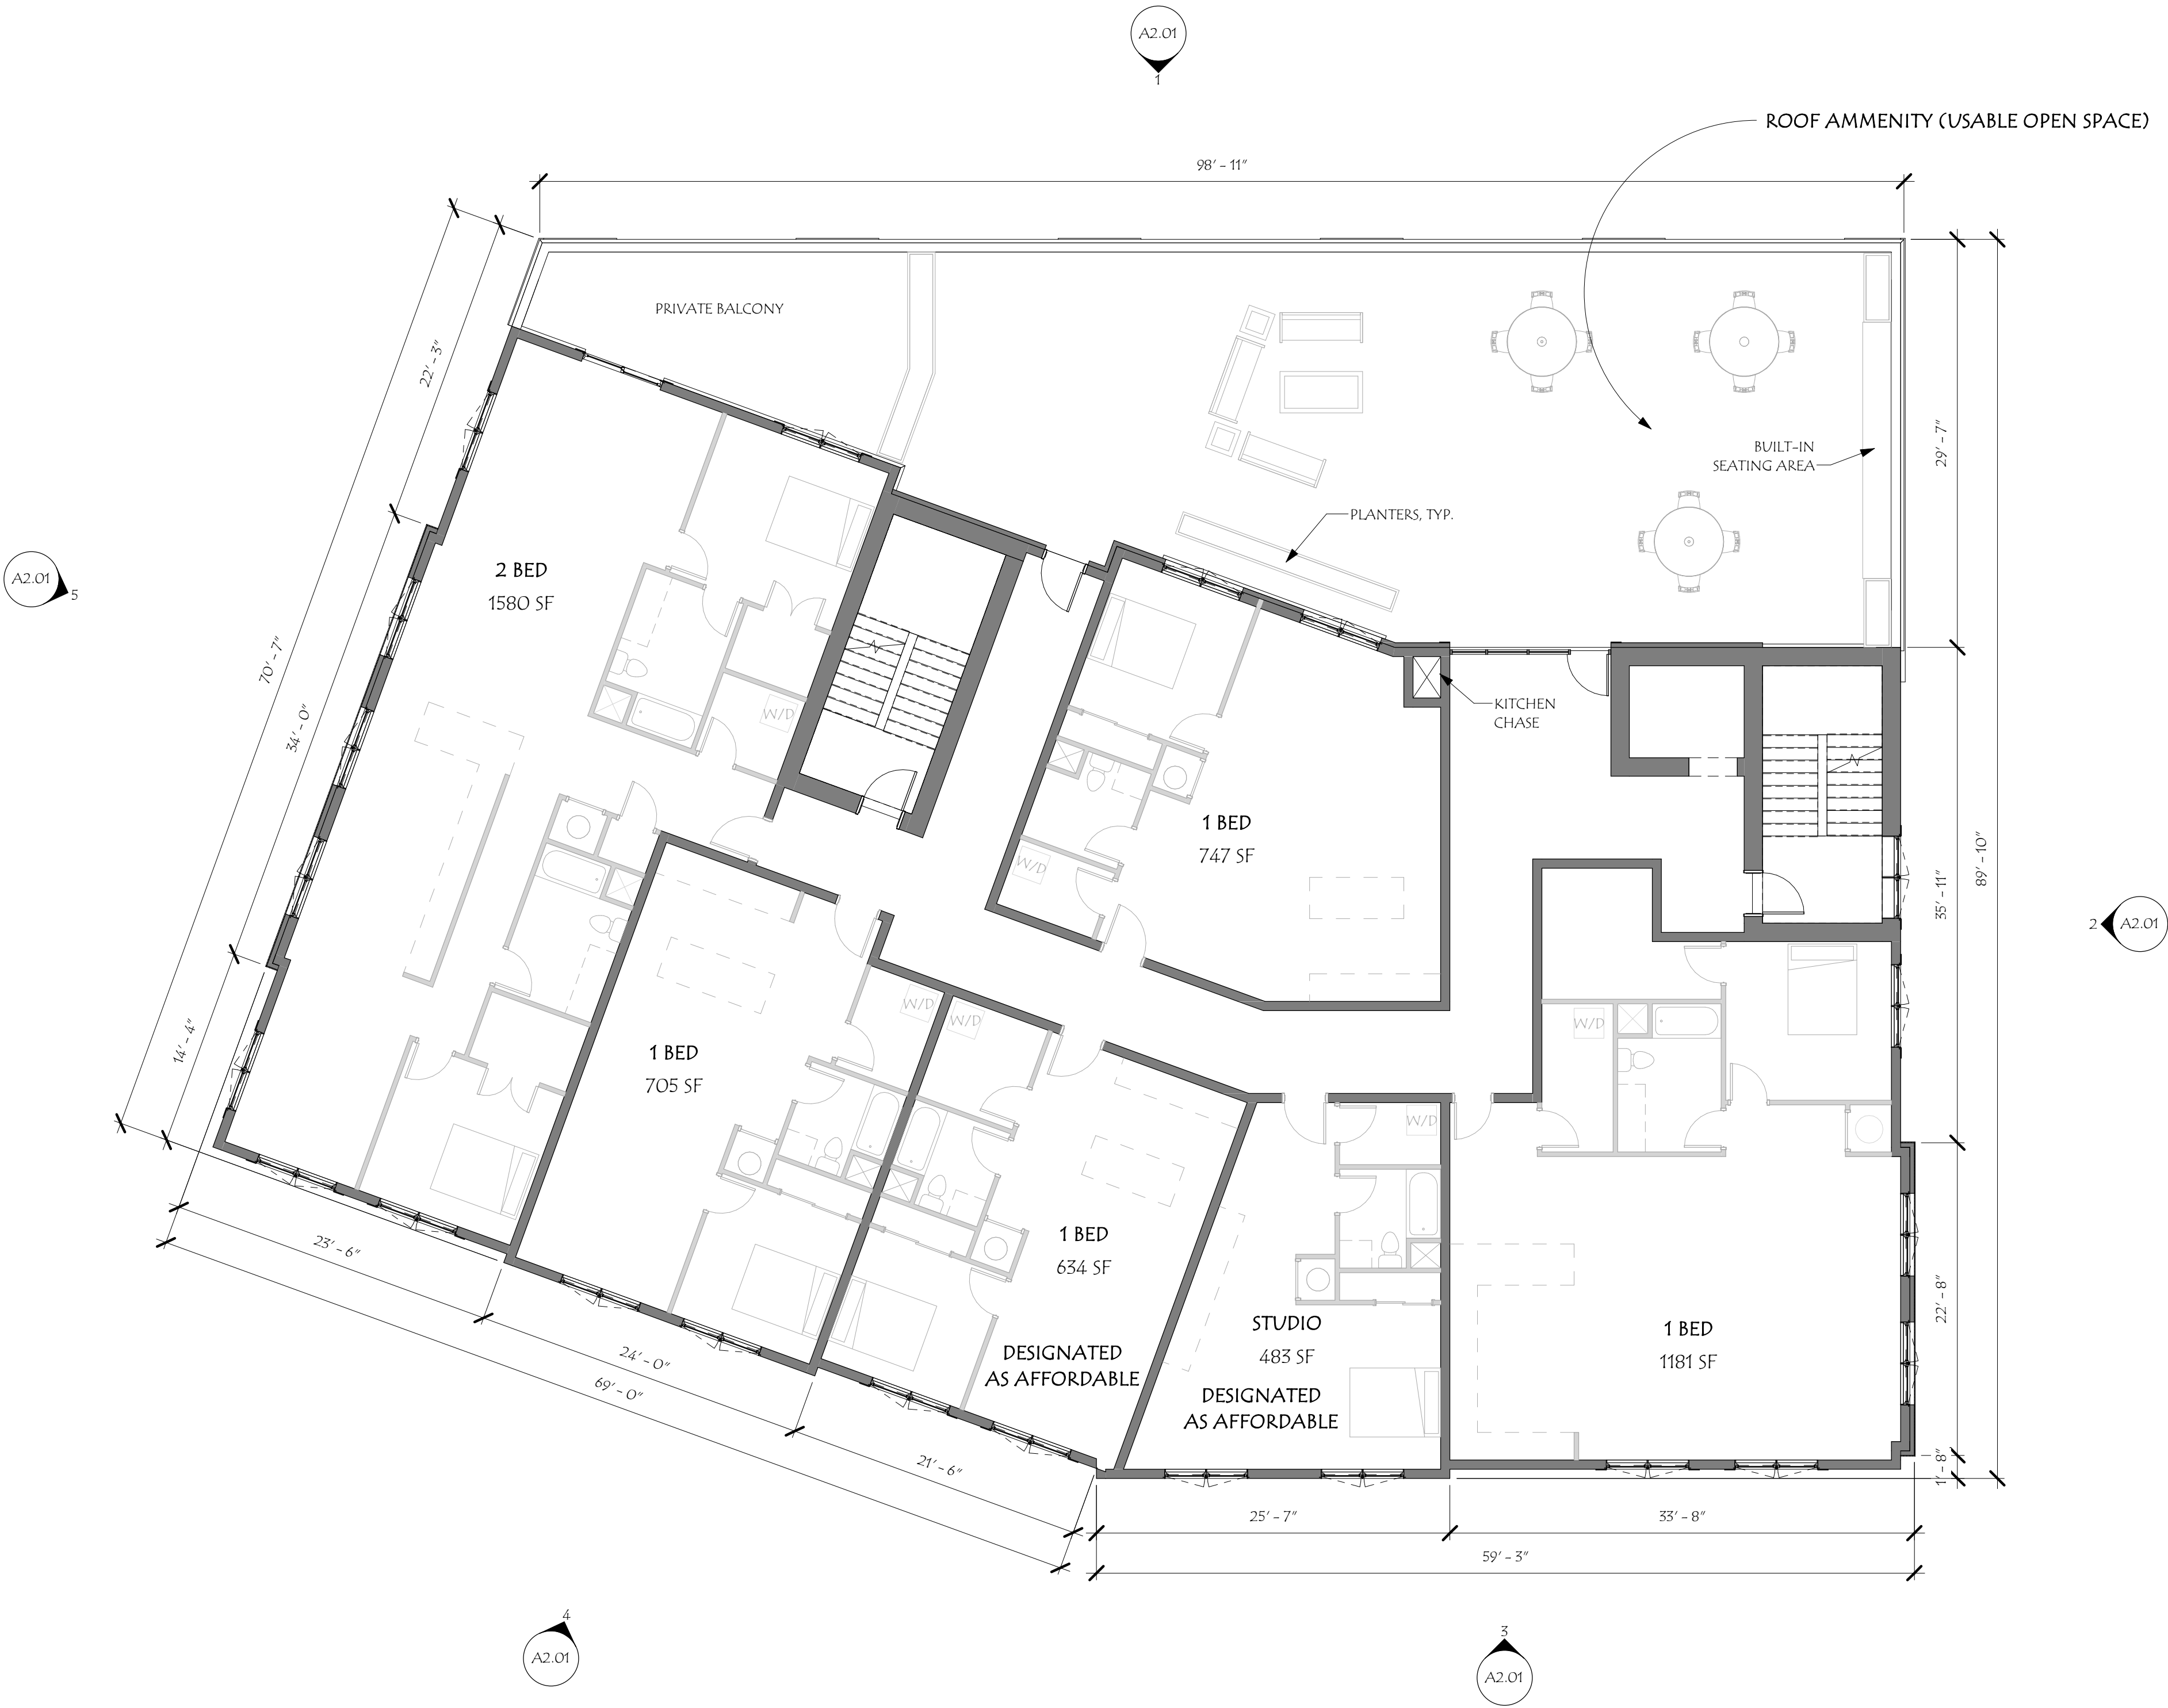 A2.01
1
ROOF AMMENITY (USABLE OPEN SPACE)
98' - 11"
PRIVATE BALCONY
22' - 3"
29' - 7"
BUILT-IN
SEATING AREA
PLANTERS, TYP.
A2.01
5
2 BED
1580 SF
70' - 7"
34' - 0"
W/D
KITCHEN
CHASE
1 BED
747 SF
W/D
89' - 10"
35' - 11"
2
A2.01
14' - 4"
1 BED
705 SF
W/D
W/D
W/D
W/D
1 BED
634 SF
DESIGNATED
AS AFFORDABLE
STUDIO
483 SF
DESIGNATED
AS AFFORDABLE
1 BED
1181 SF
22' - 8"
1' - 8"
23' - 6"
24' - 0"
69' - 0"
21' - 6"
25' - 7"
33' - 8"
59' - 3"
4
A2.01
3
A2.01